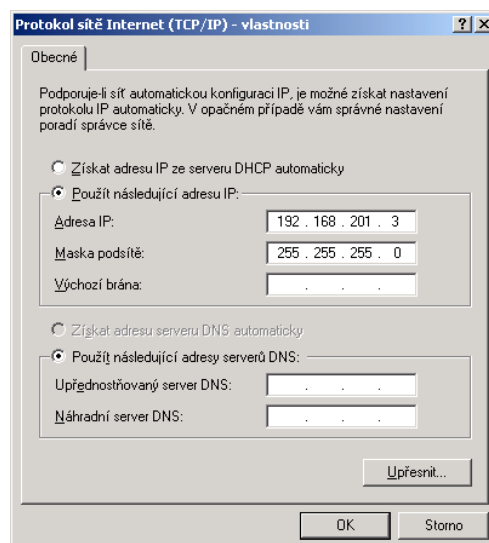 Protokol sítě Internet (TCP/IP) - vlastnosti
Obecné
Podporuje-li síť automatickou konfiguraci IP, je možné získat nastavení
protokolu IP automaticky. V opačném případě vám správné nastavení
poradí správce sítě.
Získat adresu IP ze serveru DHCP automaticky
Použít následující adresu IP:
Adresa IP: 192 . 168 . 201 . 3
Maska podsítě: 255 . 255 . 255 . 0
Výchozí brána: . . .
Získat adresu serveru DNS automaticky
Použít následující adresy serverů DNS:
Upřednostňovaný server DNS: . . .
Náhradní server DNS: . . .
Upřesnit...
OK Storno